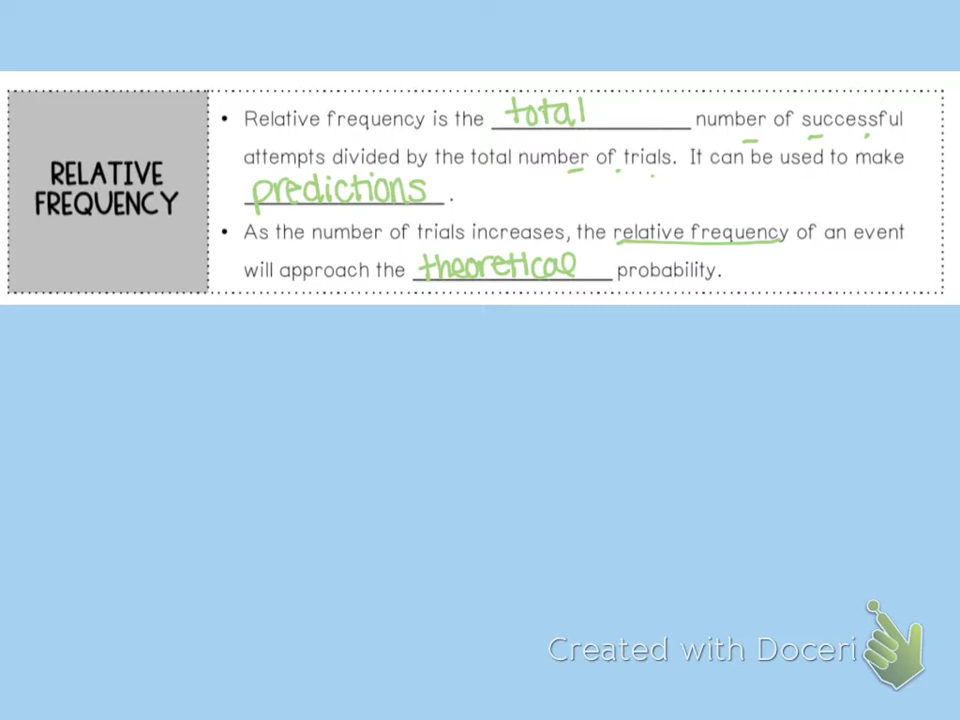 RELATIVE
FREQUENCY
• Relative frequency is the total number of successful
attempts divided by the total number of trials. It can be used to make
predictions.
• As the number of trials increases, the relative frequency of an event
will approach the theoretical probability.
Created with Doceri